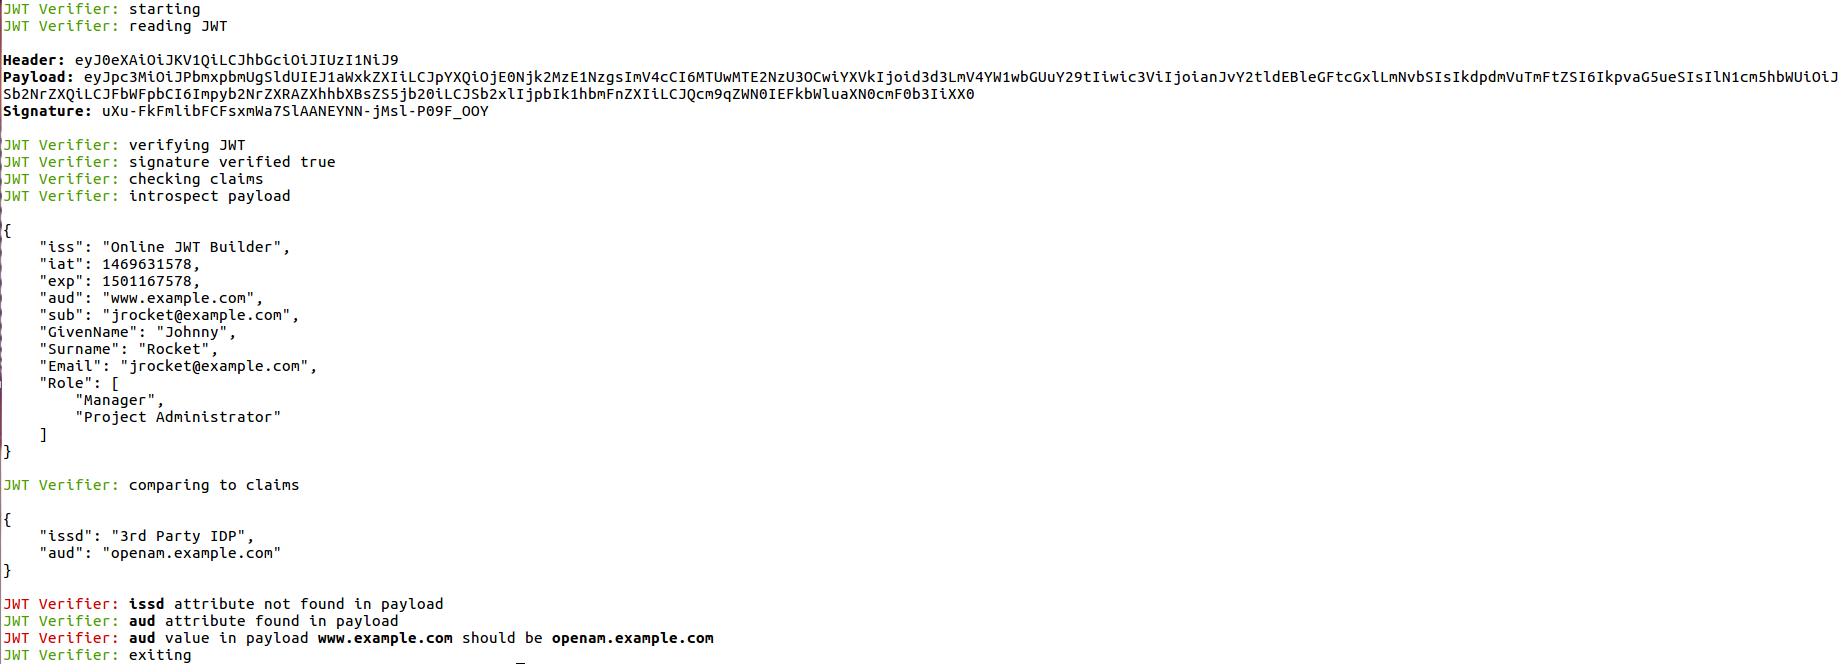 JWT Verifier: starting
JWT Verifier: reading JWT
Header: eyJ0eXAiOiJKV1QiLCJhbGciOiJIUzI1NiJ9
Payload: eyJpc3MiOiJPbmxpbmUgSldUIEJ1aWxkZXIiLCJpYXQiOjE0Njk2MzE1NzgsImV4cCI6MTUwMTE2NzU3OCwiYXVkIjoid3d3LmV4YW1wbGUuY29tIiwic3ViIjoianJvY2tldEBleGFtcGxlLmNvbSIsIkdpdmVuTmFtZSI6IkpvaG5ueSIsIlN1cm5hbWUiOiJ
Sb2NrZXQiLCJFbWFpbCI6Impyb2NrZXRAZXhhbXBsZS5jb20iLCJSb2xlIjpbIk1hbmFnZXIiLCJQcm9qZWN0IEFkbWluaXN0cmF0b3IiXX0
Signature: uXu-FkFmlibFCFsxmWa7SlAANEYNN-jMsl-P09F_OOY
JWT Verifier: verifying JWT
JWT Verifier: signature verified true
JWT Verifier: checking claims
JWT Verifier: introspect payload
{
    "iss": "Online JWT Builder",
    "iat": 1469631578,
    "exp": 1501167578,
    "aud": "www.example.com",
    "sub": "jrocket@example.com",
    "GivenName": "Johnny",
    "Surname": "Rocket",
    "Email": "jrocket@example.com",
    "Role": [
        "Manager",
        "Project Administrator"
    ]
}
JWT Verifier: comparing to claims
{
    "issd": "3rd Party IDP",
    "aud": "openam.example.com"
}
JWT Verifier: issd attribute not found in payload
JWT Verifier: aud attribute found in payload
JWT Verifier: aud value in payload www.example.com should be openam.example.com
JWT Verifier: exiting